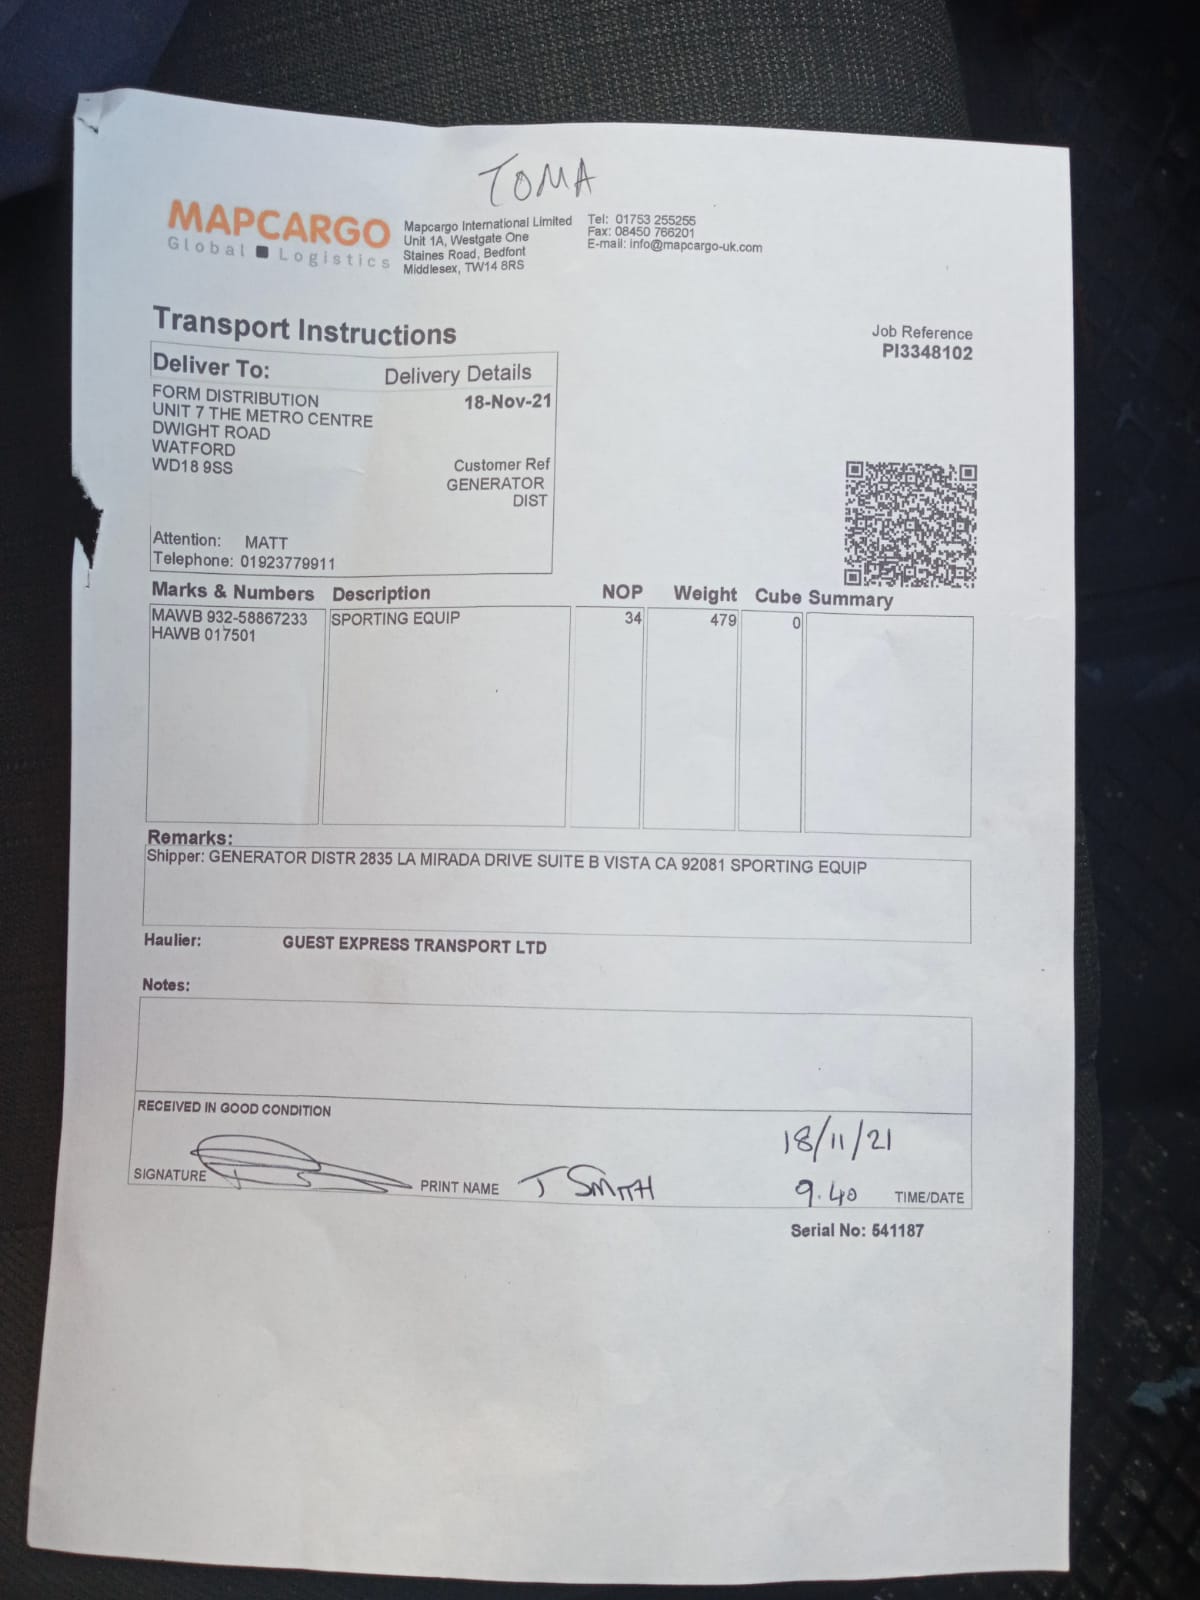 TOMA
MAPCARGO
Global Logistics
Mapcargo International Limited
Unit 1A, Westgate One
Staines Road, Bedfont
Middlesex, TW14 8RS
Tel: 01753 255255
Fax: 08450 766201
E-mail: info@mapcargo-uk.com
Transport Instructions
Job Reference
PI3348102
Deliver To:
Delivery Details
FORM DISTRIBUTION
UNIT 7 THE METRO CENTRE
DWIGHT ROAD
WATFORD
WD18 9SS
18-Nov-21
Customer Ref
GENERATOR
DIST
Attention: MATT
Telephone: 01923779911
Marks & Numbers Description NOP Weight Cube Summary
MAWB 932-58867233 SPORTING EQUIP 34 479 0
HAWB 017501
Remarks:
Shipper: GENERATOR DISTR 2835 LA MIRADA DRIVE SUITE B VISTA CA 92081 SPORTING EQUIP
Haulier: GUEST EXPRESS TRANSPORT LTD
Notes:
RECEIVED IN GOOD CONDITION
18/11/21
SIGNATURE PRINT NAME J SMITH 9.40 TIME/DATE
Serial No: 541187